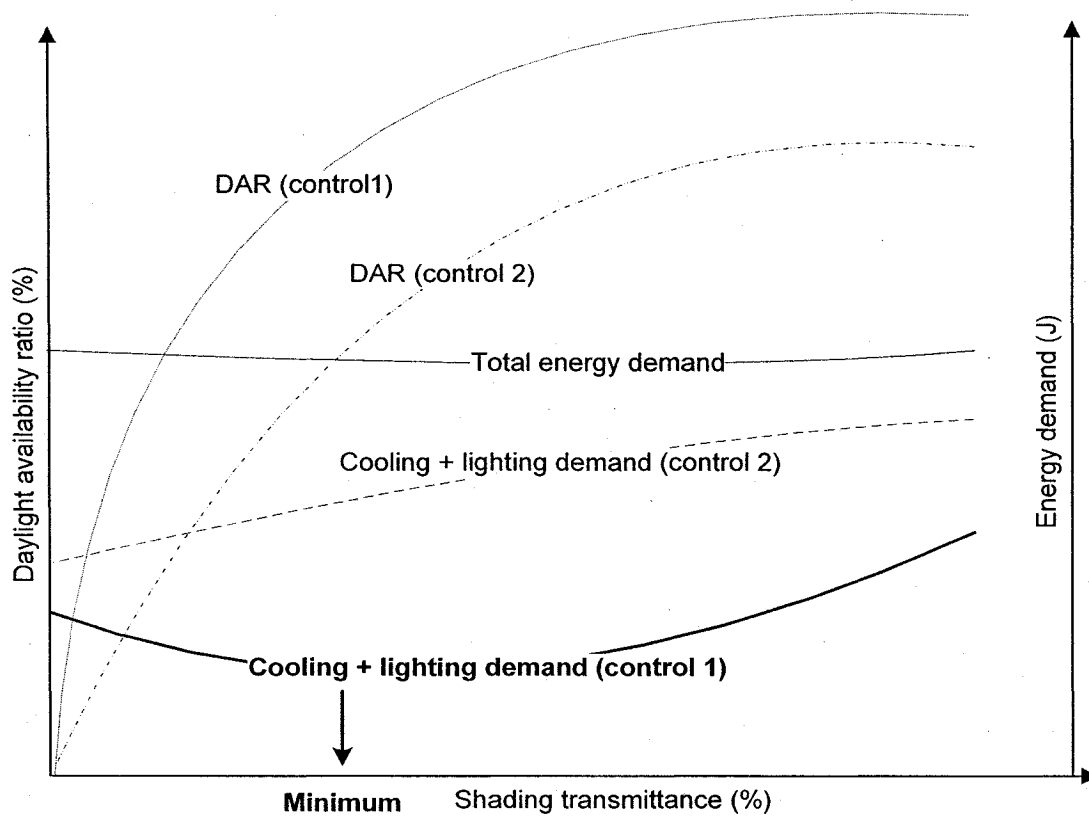 DAR (control1)
DAR (control 2)
Total energy demand
Cooling + lighting demand (control 2)
Cooling + lighting demand (control 1)
Minimum
Shading transmittance (%)
Daylight availability ratio (%)
Energy demand (J)